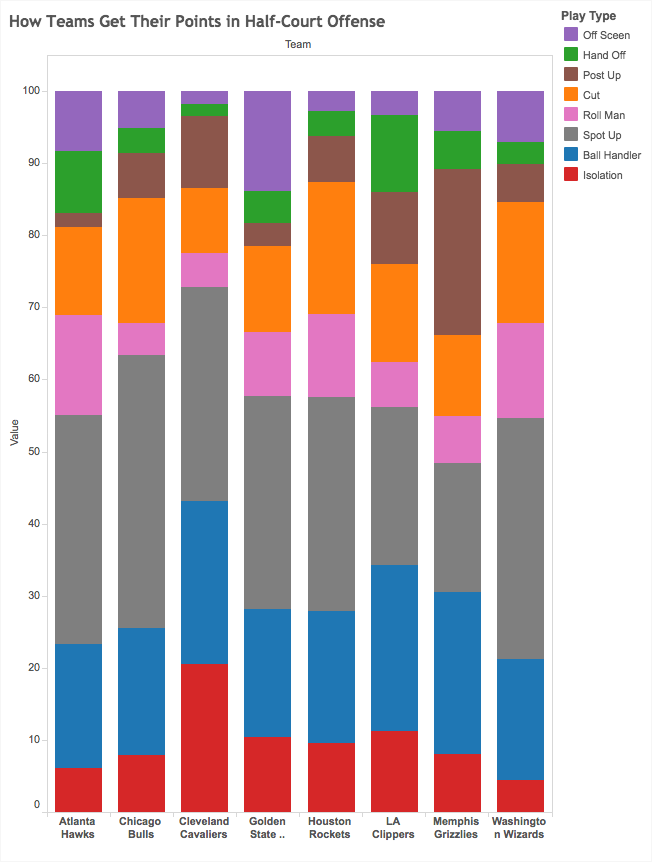 How Teams Get Their Points in Half-Court Offense
Team
Play Type
Off Sceen
Hand Off
Post Up
Cut
Roll Man
Spot Up
Ball Handler
Isolation
Value
100
90
80
70
60
50
40
30
20
10
0
Atlanta
Hawks
Chicago
Bulls
Cleveland
Cavaliers
Golden
State ..
Houston
Rockets
LA
Clippers
Memphis
Grizzlies
Washingto
n Wizards